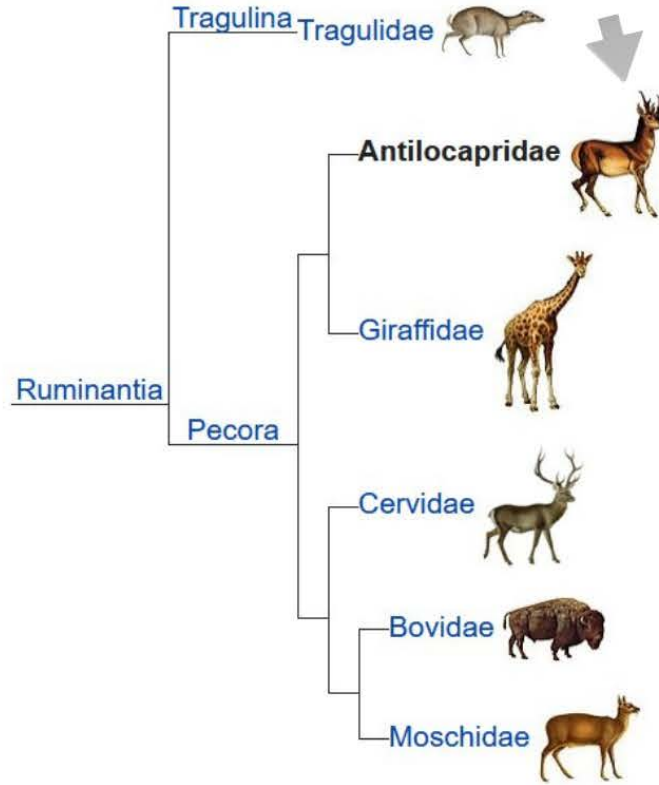 Tragulina
Tragulidae
Antilocapridae
Giraffidae
Ruminantia
Pecora
Cervidae
Bovidae
Moschidae